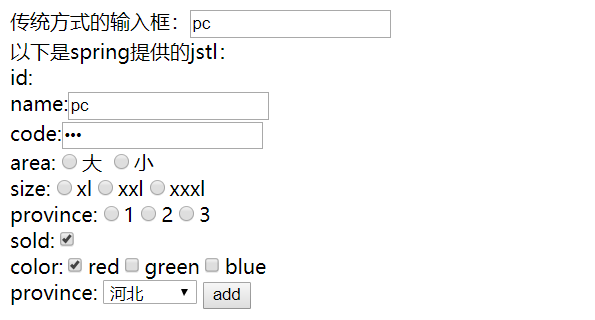 传统方式的输入框：pc
以下是spring提供的jstl：
id:
name:pc
code:•••
area: 大 小
size: xl xxl xxxl
province: 1 2 3
sold:
color: red green blue
province: 河北 add